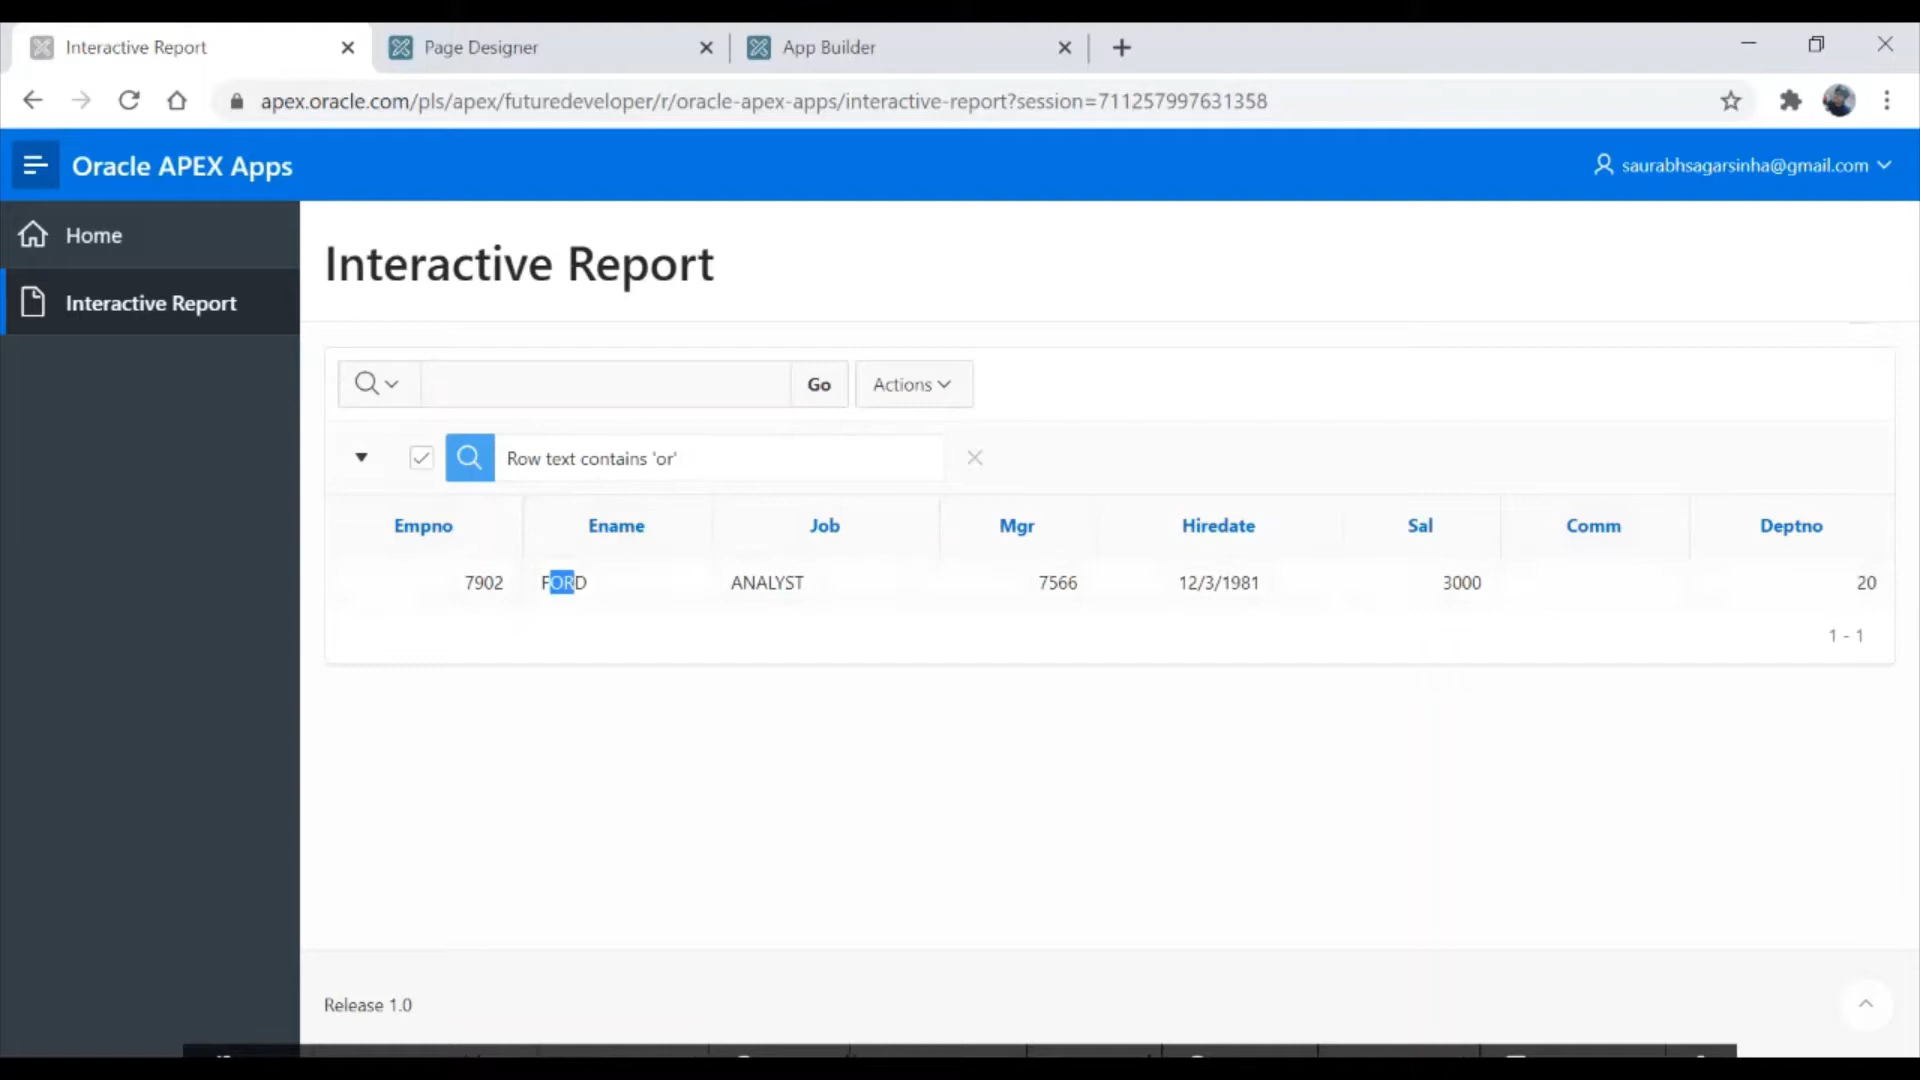 Interactive Report
Page Designer
App Builder
apex.oracle.com/pls/apex/futuredeveloper/r/oracle-apex-apps/interactive-report?session=711257997631358
Oracle APEX Apps
saurabhsagarsinha@gmail.com
Home
Interactive Report
Interactive Report
Go
Actions
Row text contains 'or'
Empno Ename Job Mgr Hiredate Sal Comm Deptno
7902 FORD ANALYST 7566 12/3/1981 3000 20
1 - 1
Release 1.0